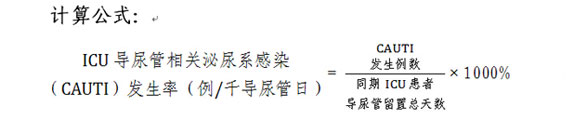 计算公式：
ICU 导尿管相关泌尿系感染
（CAUTI）发生率（例/千导尿管日）
=
CAUTI
发生例数
同期 ICU 患者
导尿管留置总天数
× 1000%